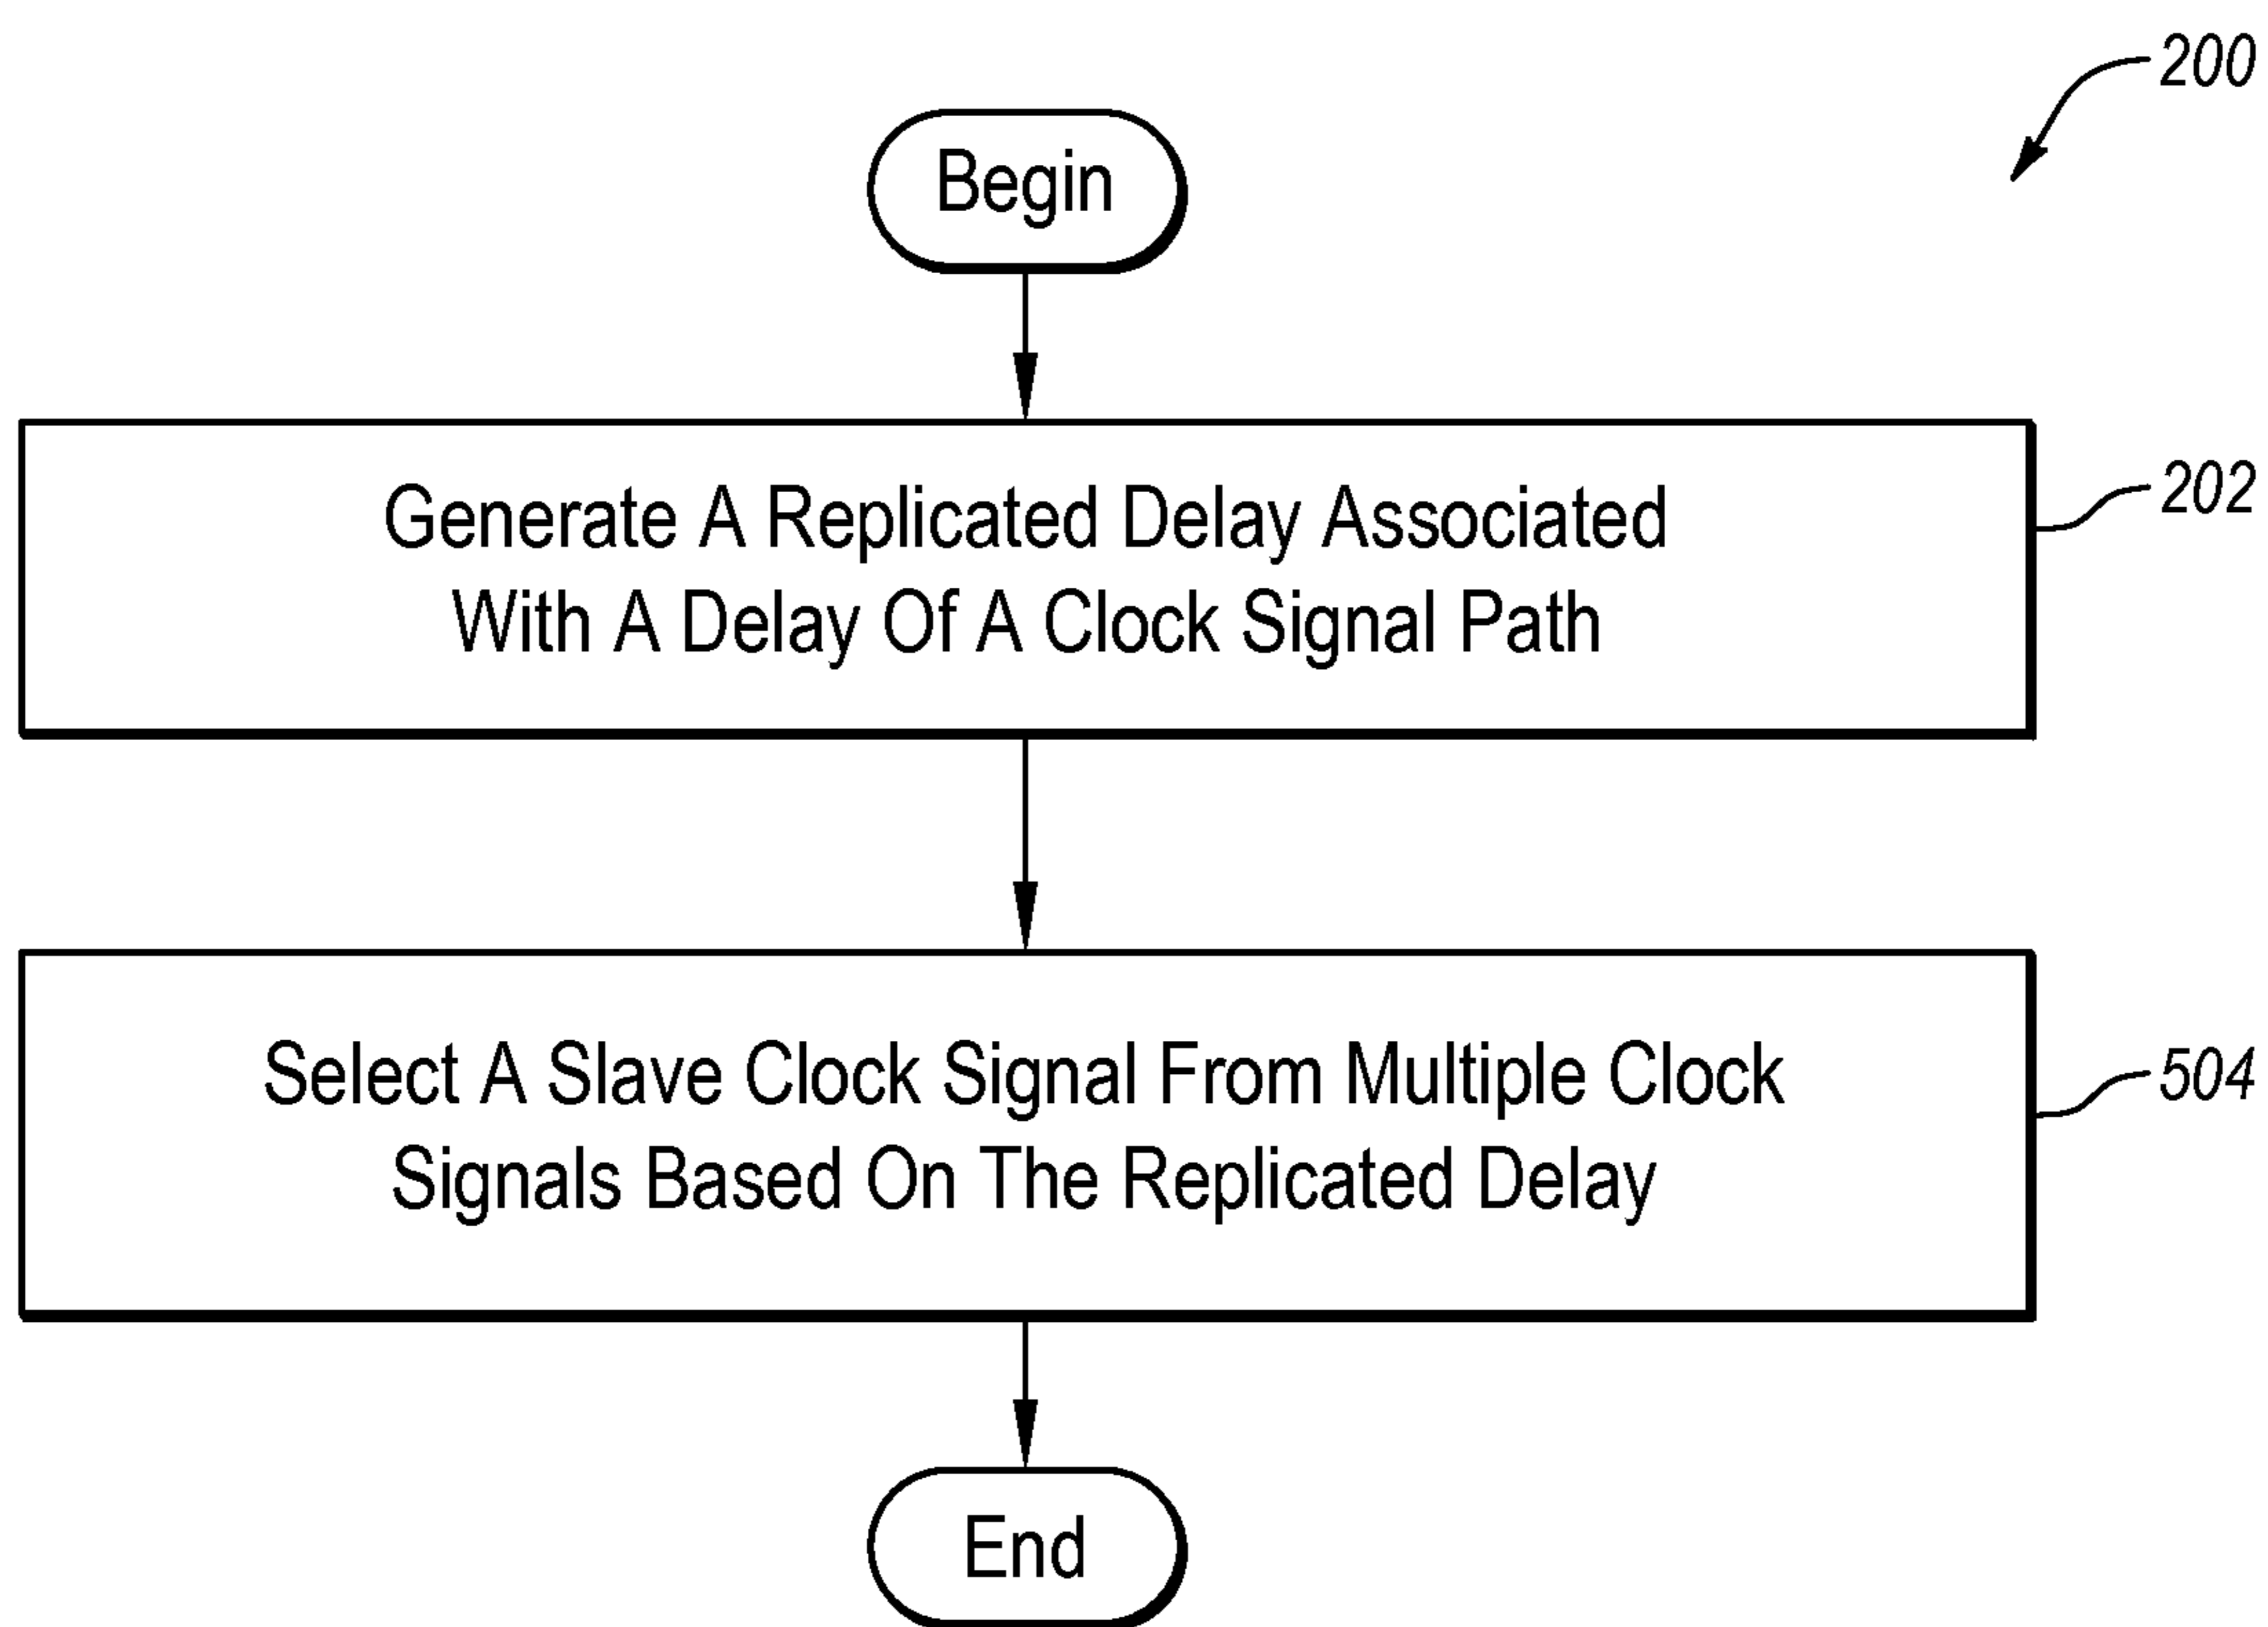 200
Begin
Generate A Replicated Delay Associated
With A Delay Of A Clock Signal Path
202
Select A Slave Clock Signal From Multiple Clock
Signals Based On The Replicated Delay
504
End